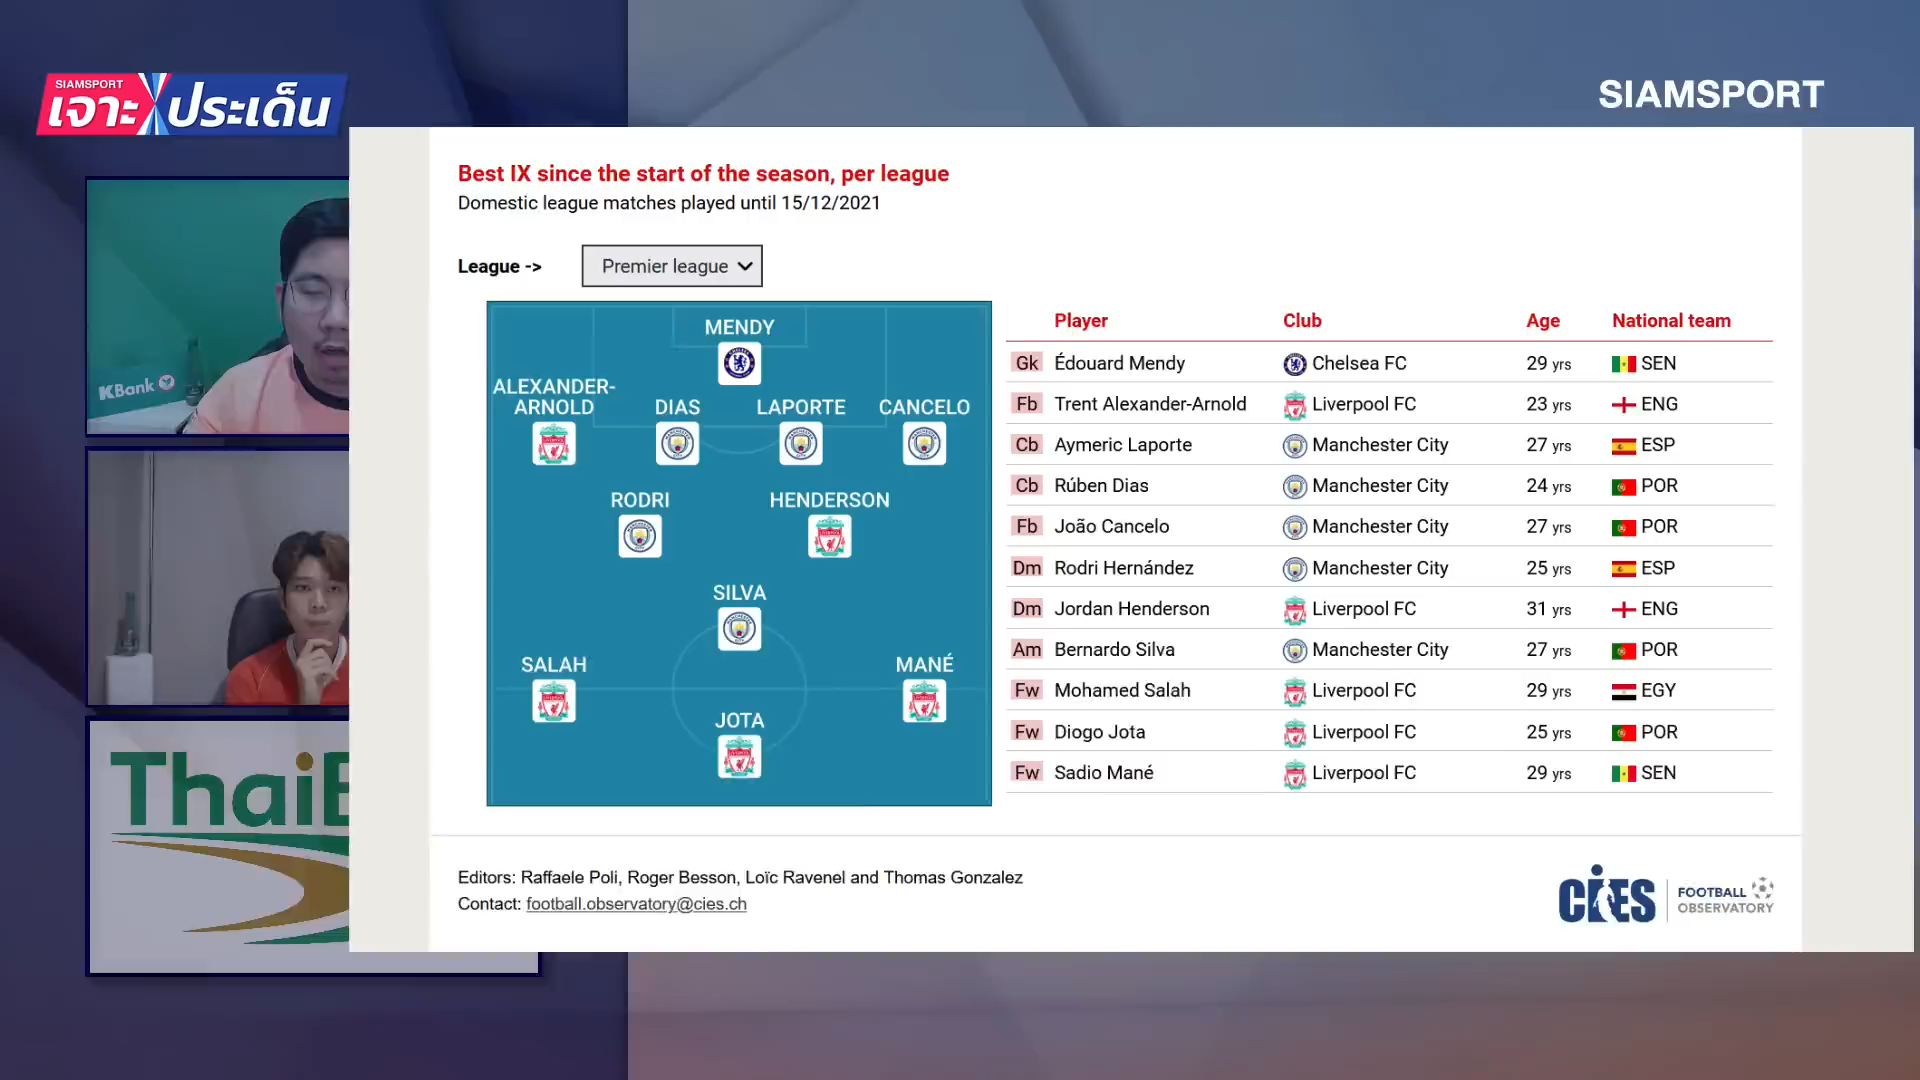 SIAMSPORT
เจาะ ประเด็น
SIAMSPORT
KBank
Best IX since the start of the season, per league
Domestic league matches played until 15/12/2021
League -> Premier league
MENDY
ALEXANDER-
ARNOLD DIAS LAPORTE CANCELO
RODRI HENDERSON
SILVA
SALAH MANÉ
JOTA
Player Club Age National team
Gk Édouard Mendy Chelsea FC 29 yrs SEN
Fb Trent Alexander-Arnold Liverpool FC 23 yrs ENG
Cb Aymeric Laporte Manchester City 27 yrs ESP
Cb Rúben Dias Manchester City 24 yrs POR
Fb João Cancelo Manchester City 27 yrs POR
Dm Rodri Hernández Manchester City 25 yrs ESP
Dm Jordan Henderson Liverpool FC 31 yrs ENG
Am Bernardo Silva Manchester City 27 yrs POR
Fw Mohamed Salah Liverpool FC 29 yrs EGY
Fw Diogo Jota Liverpool FC 25 yrs POR
Fw Sadio Mané Liverpool FC 29 yrs SEN
Editors: Raffaele Poli, Roger Besson, Loïc Ravenel and Thomas Gonzalez
Contact: football.observatory@cies.ch
CIES FOOTBALL
OBSERVATORY